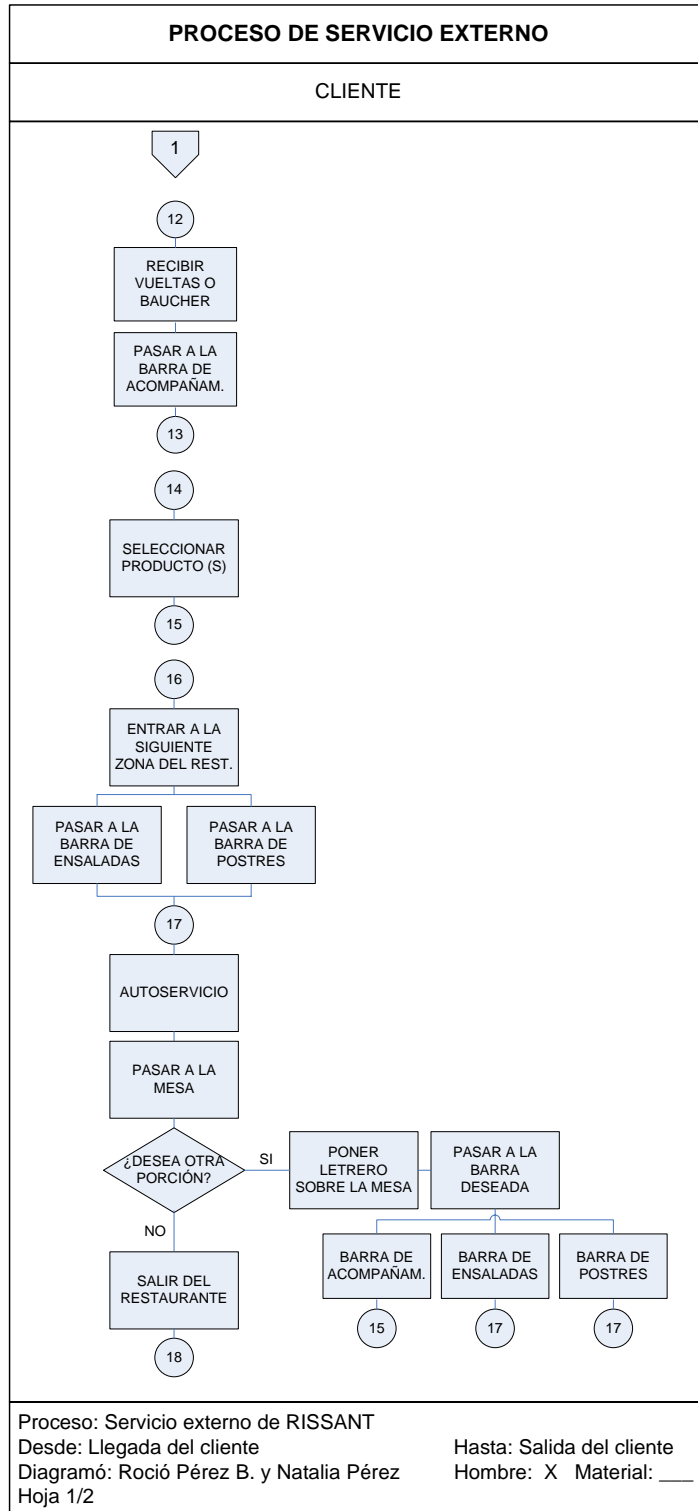 PROCESO DE SERVICIO EXTERNO
CLIENTE
1
12
RECIBIR
VUELTAS O
BAUCHER
PASAR A LA
BARRA DE
ACOMPAÑAM.
13
14
SELECCIONAR
PRODUCTO (S)
15
16
ENTRAR A LA
SIGUIENTE
ZONA DEL REST.
PASAR A LA
BARRA DE
ENSALADAS
PASAR A LA
BARRA DE
POSTRES
17
AUTOSERVICIO
PASAR A LA
MESA
¿DESEA OTRA
PORCIÓN?
SI
PONER
LETRERO
SOBRE LA MESA
PASAR A LA
BARRA
DESEADA
NO
SALIR DEL
RESTAURANTE
18
BARRA DE
ACOMPAÑAM.
15
BARRA DE
ENSALADAS
17
BARRA DE
POSTRES
17
Proceso: Servicio externo de RISSANT
Desde: Llegada del cliente Hasta: Salida del cliente
Diagramó: Roció Pérez B. y Natalia Pérez Hombre: X Material: ___
Hoja 1/2